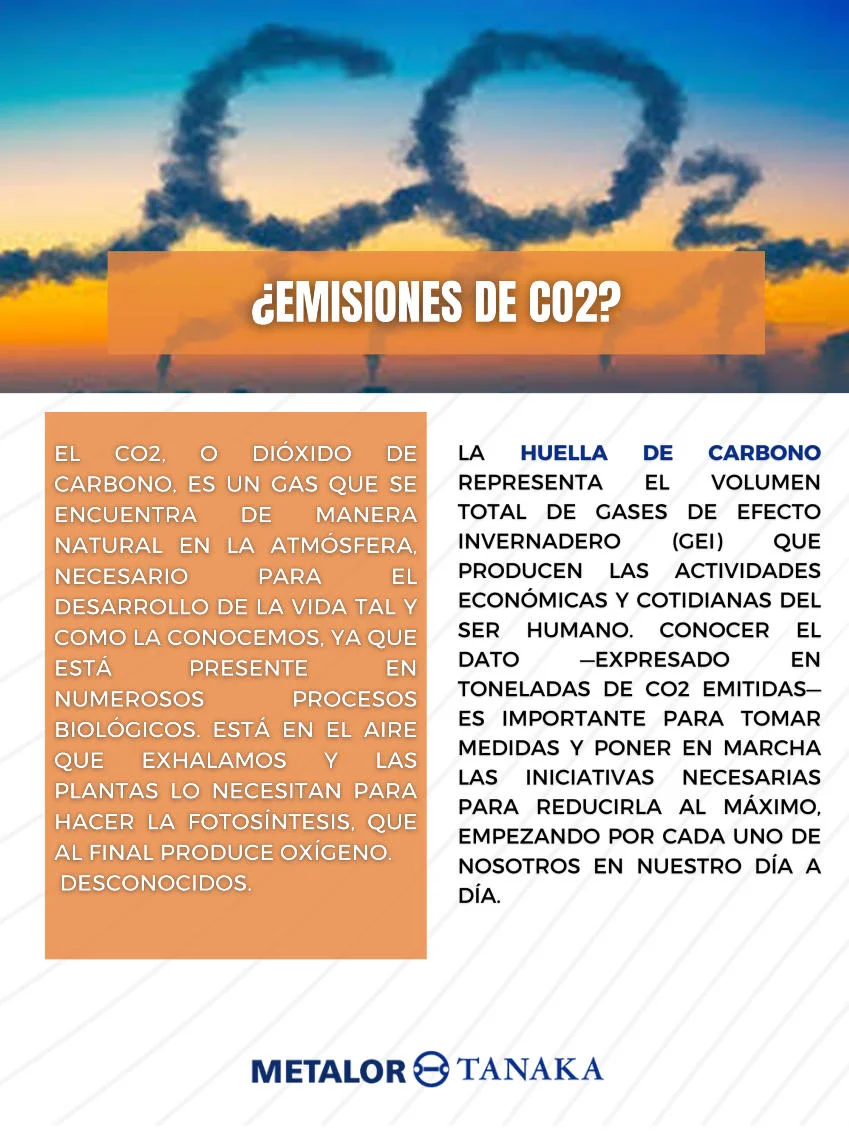 CO2
¿EMISIONES DE CO2?
EL CO2, O DIÓXIDO DE
CARBONO, ES UN GAS QUE SE
ENCUENTRA DE MANERA
NATURAL EN LA ATMÓSFERA,
NECESARIO PARA EL
DESARROLLO DE LA VIDA TAL Y
COMO LA CONOCEMOS, YA QUE
ESTÁ PRESENTE EN
NUMEROSOS PROCESOS
BIOLÓGICOS. ESTÁ EN EL AIRE
QUE EXHALAMOS Y LAS
PLANTAS LO NECESITAN PARA
HACER LA FOTOSÍNTESIS, QUE
AL FINAL PRODUCE OXÍGENO.
DESCONOCIDOS.
LA HUELLA DE CARBONO
REPRESENTA EL VOLUMEN
TOTAL DE GASES DE EFECTO
INVERNADERO (GEI) QUE
PRODUCEN LAS ACTIVIDADES
ECONÓMICAS Y COTIDIANAS DEL
SER HUMANO. CONOCER EL
DATO —EXPRESADO EN
TONELADAS DE CO2 EMITIDAS—
ES IMPORTANTE PARA TOMAR
MEDIDAS Y PONER EN MARCHA
LAS INICIATIVAS NECESARIAS
PARA REDUCIRLA AL MÁXIMO,
EMPEZANDO POR CADA UNO DE
NOSOTROS EN NUESTRO DÍA A
DÍA.
METALOR TANAKA